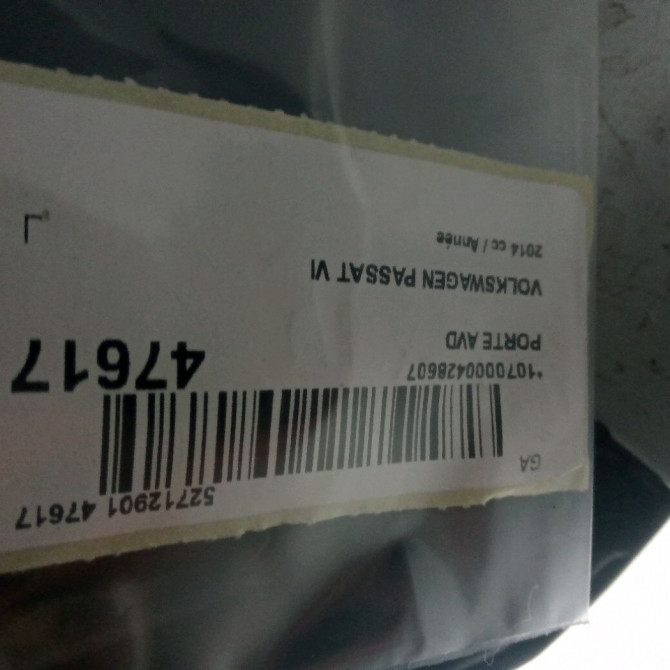 GA
52712901 47617
*1070000428607
47617
PORTE AVD
VOLKSWAGEN PASSAT VI
2014 cc / Année